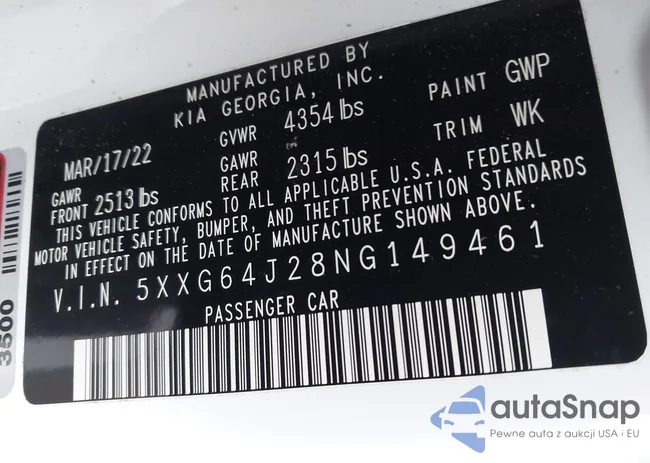 MANUFACTURED BY
KIA GEORGIA, INC.
MAR/17/22 GVWR 4354 lbs PAINT GWP
GAWR FRONT 2513 lbs GAWR REAR 2315 lbs TRIM WK
THIS VEHICLE CONFORMS TO ALL APPLICABLE U.S.A. FEDERAL
MOTOR VEHICLE SAFETY, BUMPER, AND THEFT PREVENTION STANDARDS
IN EFFECT ON THE DATE OF MANUFACTURE SHOWN ABOVE.
V.I.N. 5XXG64J28NG149461
PASSENGER CAR
3500
autaSnap
Pewne auta z aukcji USA i EU